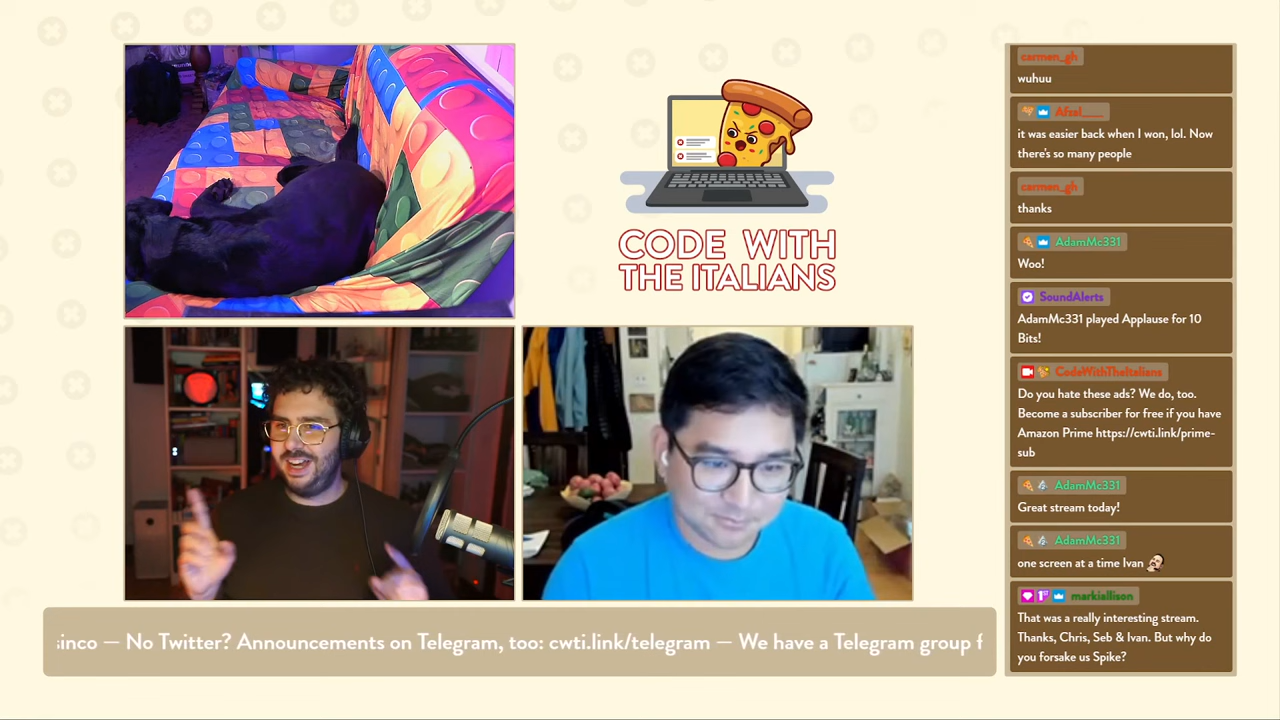 CODE WITH
THE ITALIANS
carmen_gh
wuhuu
Afzal____
it was easier back when I won, lol. Now
there's so many people
carmen_gh
thanks
AdamMc331
Woo!
SoundAlerts
AdamMc331 played Applause for 10
Bits!
CodeWithTheItalians
Do you hate these ads? We do, too.
Become a subscriber for free if you have
Amazon Prime https://cwti.link/prime-
sub
AdamMc331
Great stream today!
AdamMc331
one screen at a time Ivan
markiallison
That was a really interesting stream.
Thanks, Chris, Seb & Ivan. But why do
you forsake us Spike?
inco — No Twitter? Announcements on Telegram, too: cwti.link/telegram — We have a Telegram group f